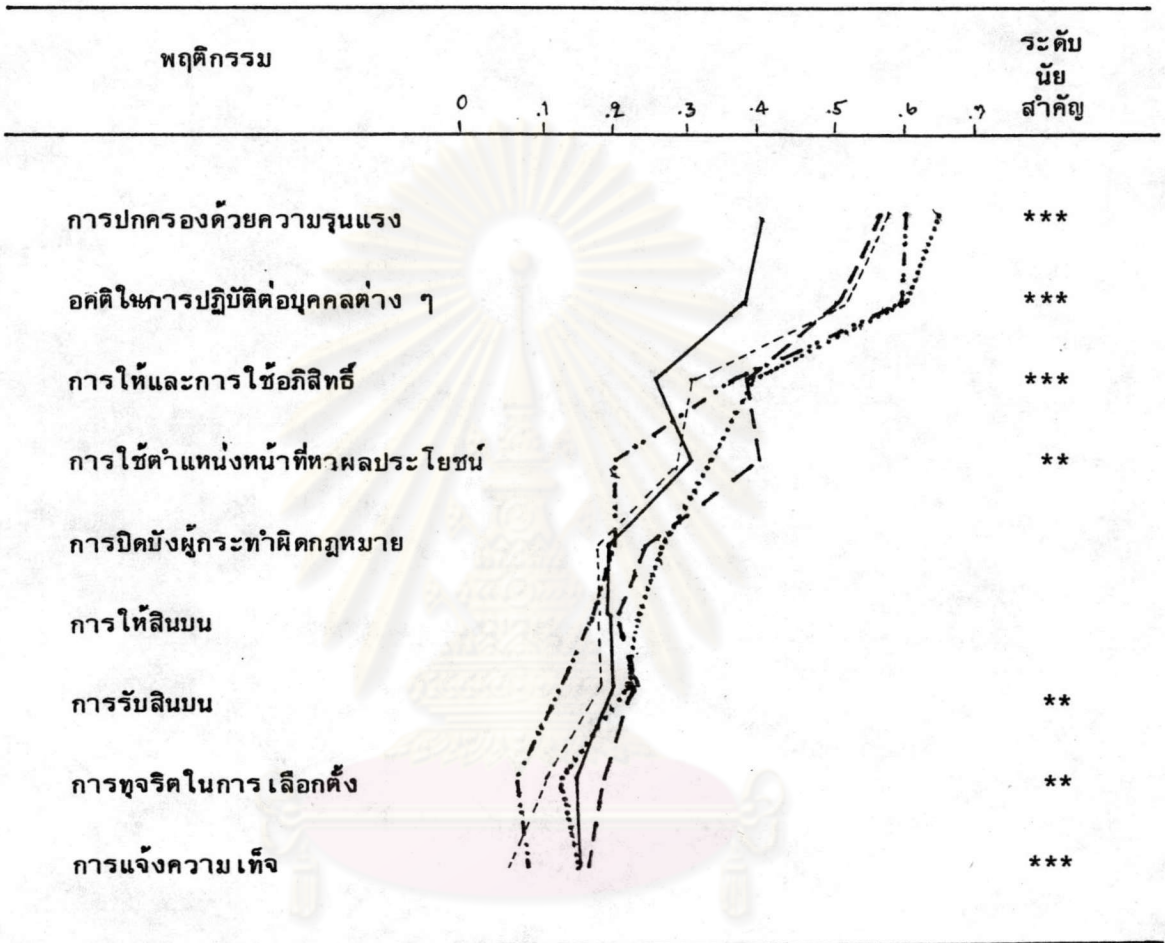 พฤติกรรม
ระดับ
นัย
สำคัญ
0 .1 .2 .3 .4 .5 .6 .7
การปกครองด้วยความรุนแรง ***
อคติในการปฏิบัติต่อบุคคลต่าง ๆ ***
การให้และการใช้อภิสิทธิ์ ***
การใช้ตำแหน่งหน้าที่หาผลประโยชน์ **
การปิดบังผู้กระทำผิดกฎหมาย
การให้สินบน
การรับสินบน **
การทุจริตในการเลือกตั้ง **
การแจ้งความเท็จ ***